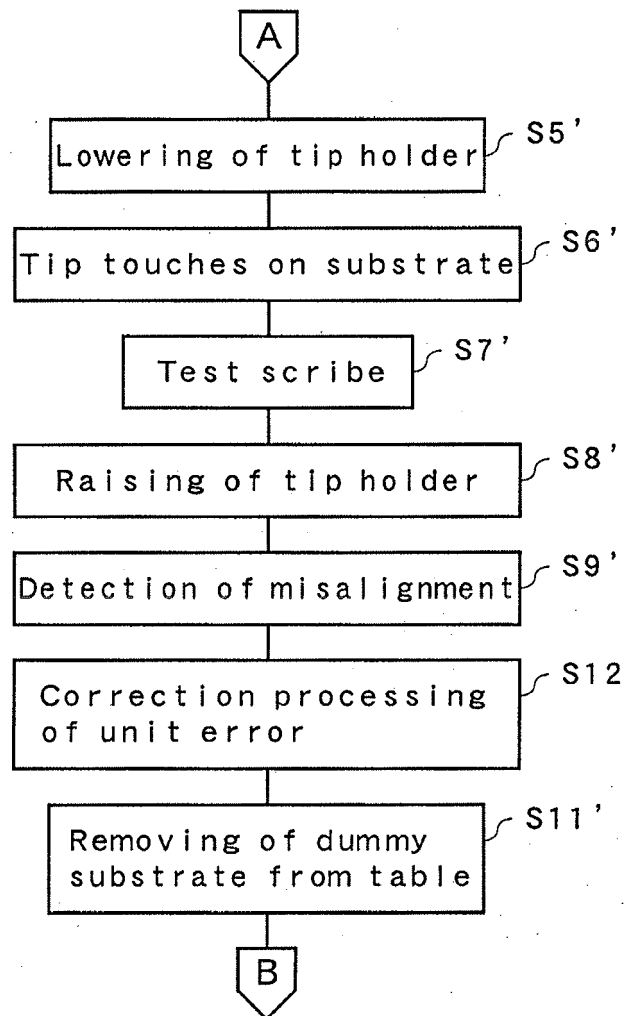 A
Lowering of tip holder
S5'
Tip touches on substrate
S6'
Test scribe
S7'
Raising of tip holder
S8'
Detection of misalignment
S9'
Correction processing
of unit error
S12
Removing of dummy
substrate from table
S11'
B